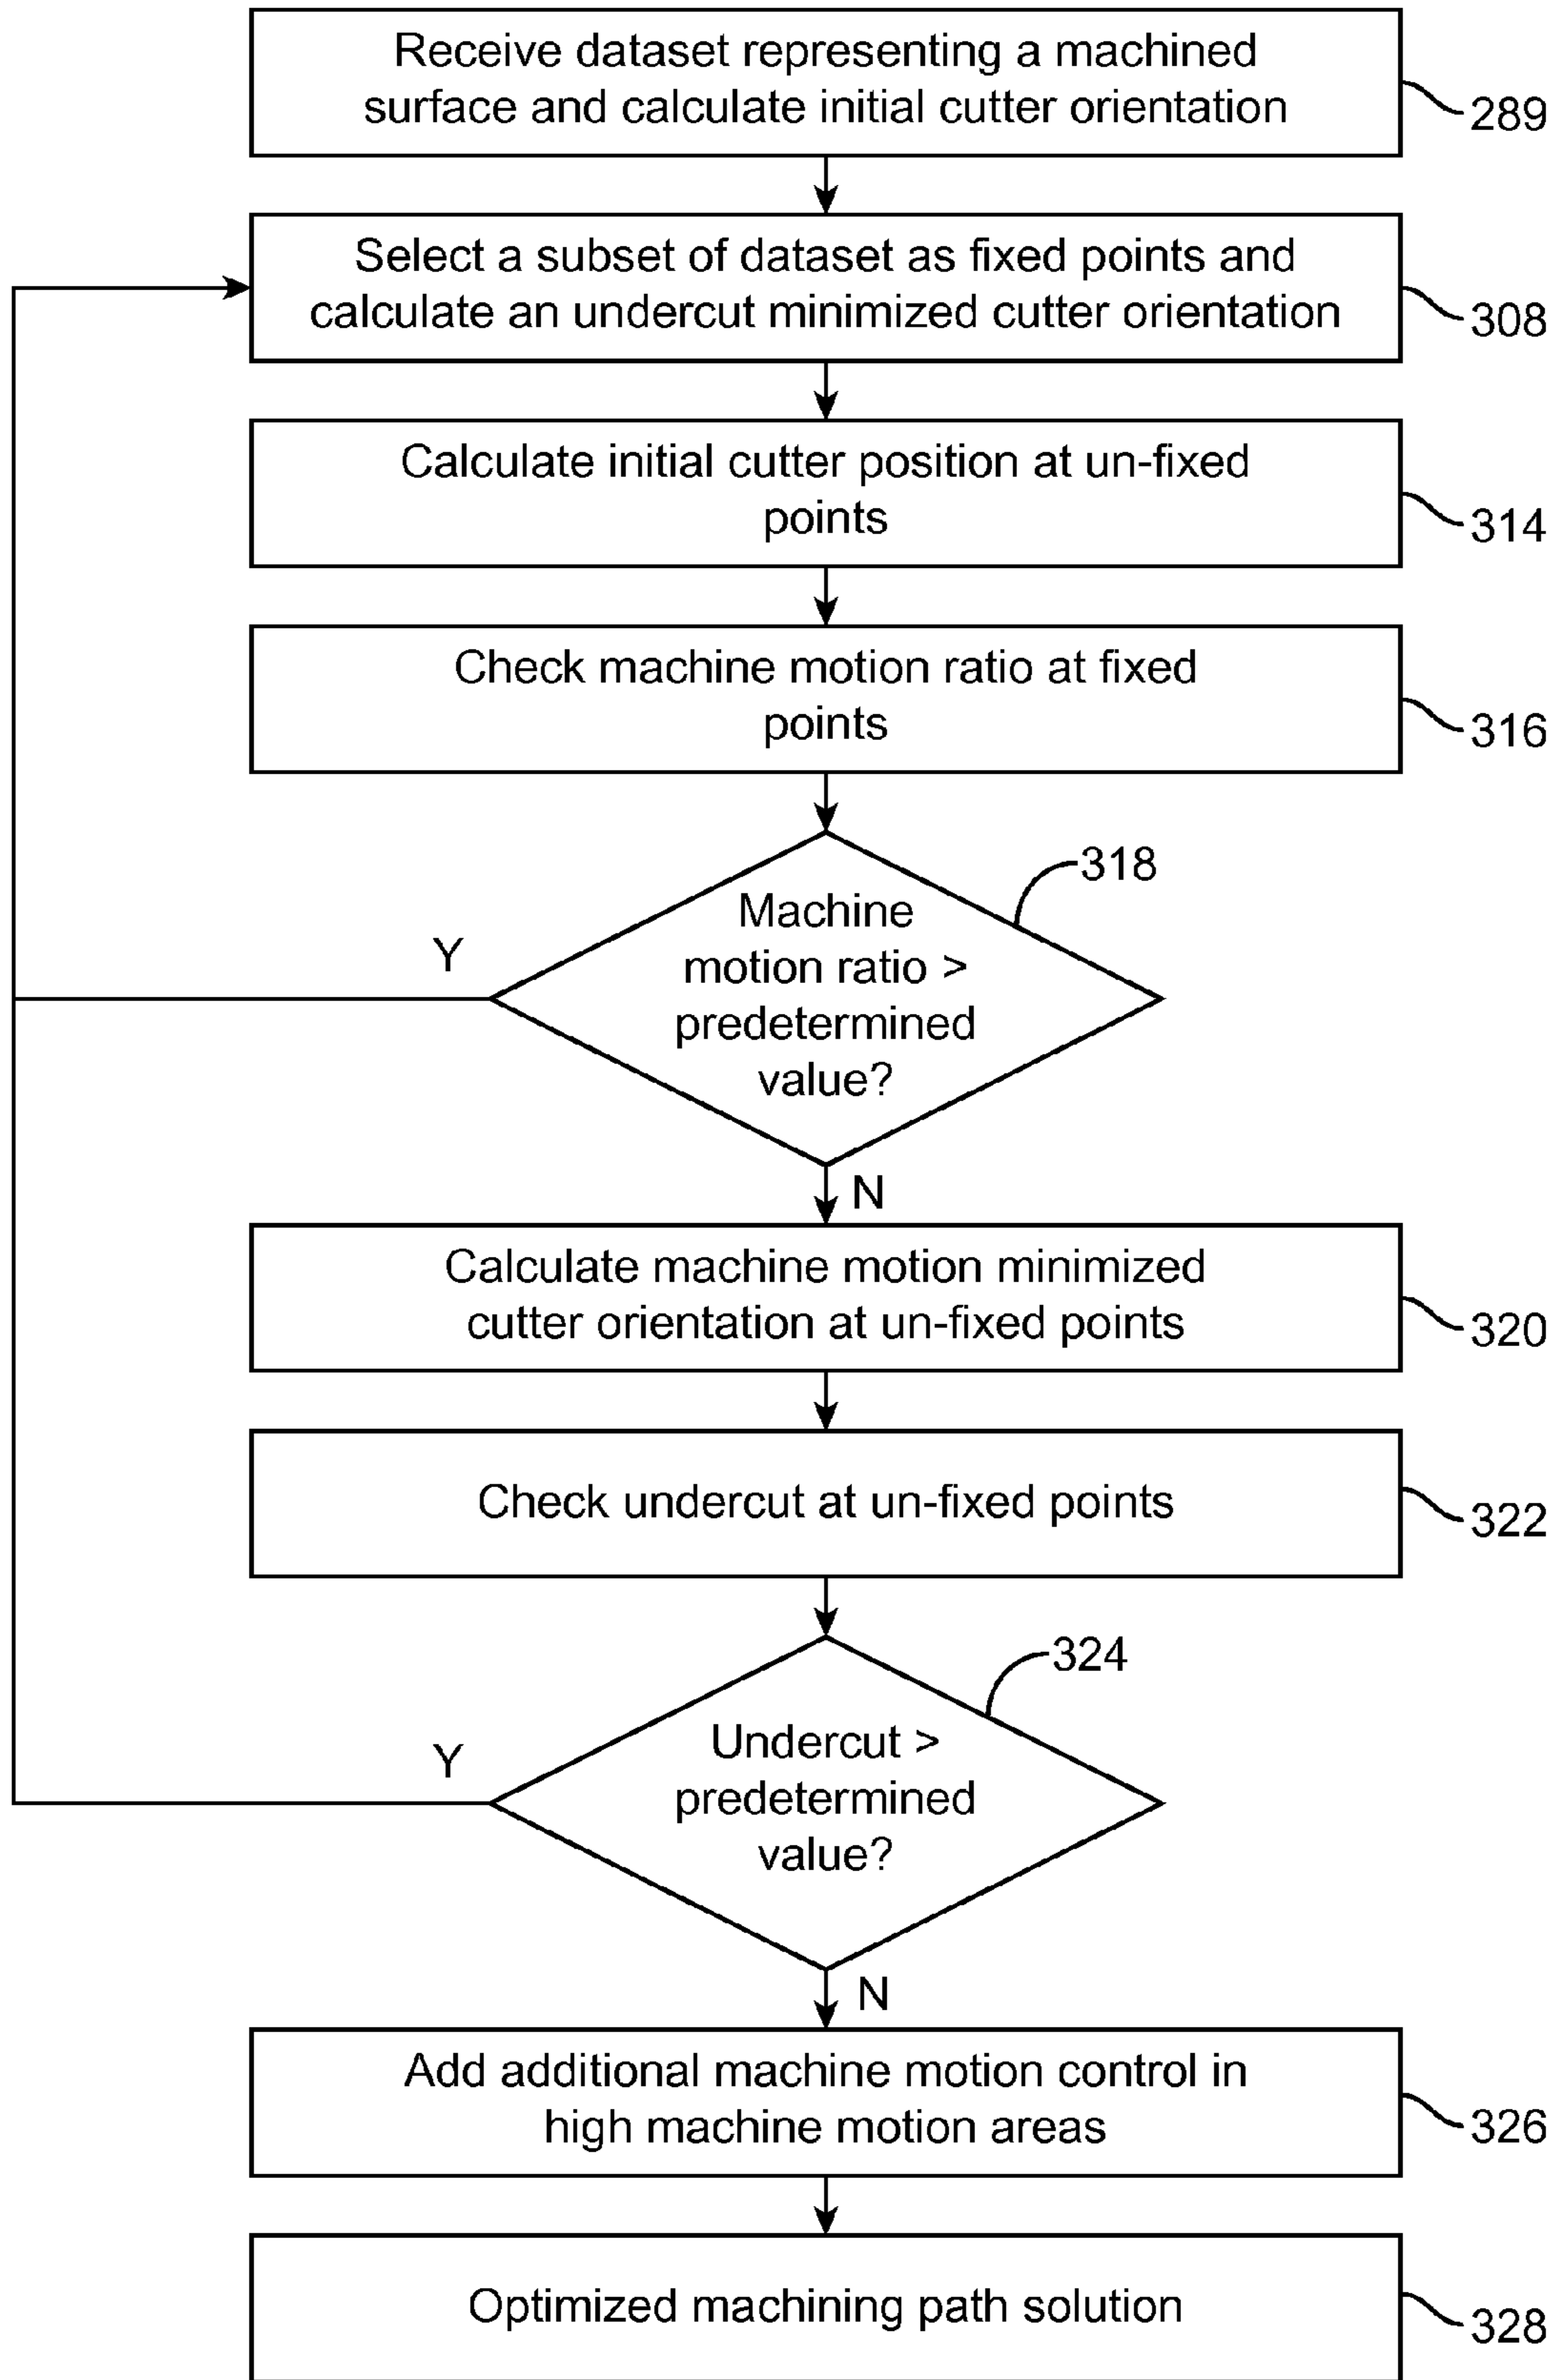 Receive dataset representing a machined
surface and calculate initial cutter orientation
289
Select a subset of dataset as fixed points and
calculate an undercut minimized cutter orientation
308
Calculate initial cutter position at un-fixed
points
314
Check machine motion ratio at fixed
points
316
318
Machine
motion ratio >
predetermined
value?
Y
N
Calculate machine motion minimized
cutter orientation at un-fixed points
320
Check undercut at un-fixed points
322
324
Undercut >
predetermined
value?
Y
N
Add additional machine motion control in
high machine motion areas
326
Optimized machining path solution
328